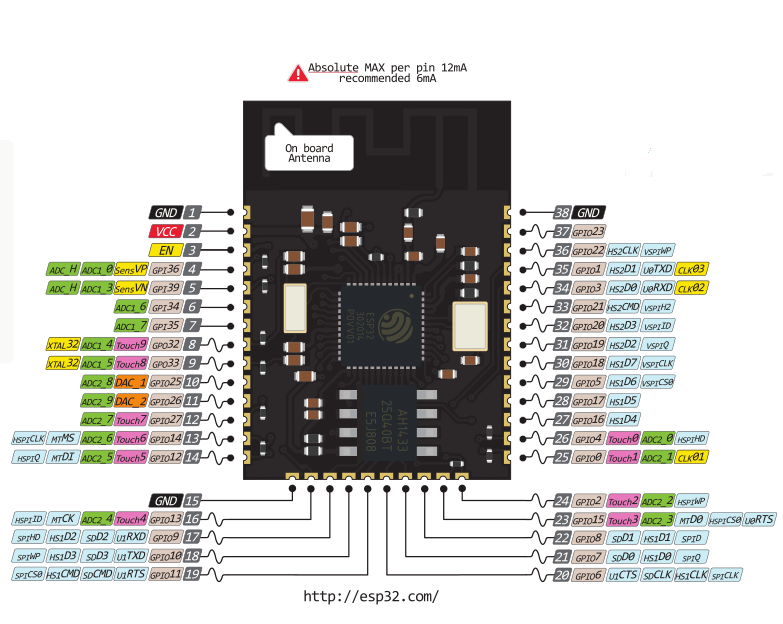 Absolute MAX per pin 12mA
recommended 6mA
On board
Antenna
GND 1
VCC 2
EN 3
ADC_H ADC1_0 SensVP GPI36 4
ADC_H ADC1_3 SensVN GPI39 5
ADC1_6 GPI34 6
ADC1_7 GPI35 7
XTAL32 ADC1_4 Touch9 GPO32 8
XTAL32 ADC1_5 Touch8 GPO33 9
ADC2_8 DAC_1 GPIO25 10
ADC2_9 DAC_2 GPIO26 11
ADC2_7 Touch7 GPIO27 12
HSPICLK MTMS ADC2_6 Touch6 GPIO14 13
HSPIQ MTDI ADC2_5 Touch5 GPIO12 14
38 GND
37 GPIO23
36 GPIO22 HS2CLK VSPIWP
35 GPIO1 HS2D1 U0TXD CLK03
34 GPIO3 HS2D0 U0RXD CLK02
33 GPIO21 HS2CMD VSPIH2
32 GPIO20 HS2D3 VSPIID
31 GPIO19 HS2D2 VSPIQ
30 GPIO18 HS1D7 VSPICLK
29 GPIO5 HS1D6 VSPICS0
28 GPIO17 HS1D5
27 GPIO16 HS1D4
26 GPIO4 Touch0 ADC2_0 HSPIHD
25 GPIO0 Touch1 ADC2_1 CLK01
ESP32
AH1433
25Q40BT
E5J808
GND 15
HSPIID MTCK ADC2_4 Touch4 GPIO13 16
SPIHD HS1D2 SDD2 U1RXD GPIO9 17
SPIWP HS1D3 SDD3 U1TXD GPIO10 18
SPICS0 HS1CMD SDCMD U1RTS GPIO11 19
24 GPIO2 Touch2 ADC2_2 HSPIWP
23 GPIO15 Touch3 ADC2_3 MTD0 HSPICS0 U0RTS
22 GPIO8 SDD1 HS1D1 SPID
21 GPIO7 SDD0 HS1D0 SPIQ
20 GPIO6 U1CTS SDCLK HS1CLK SPICLK
http://esp32.com/